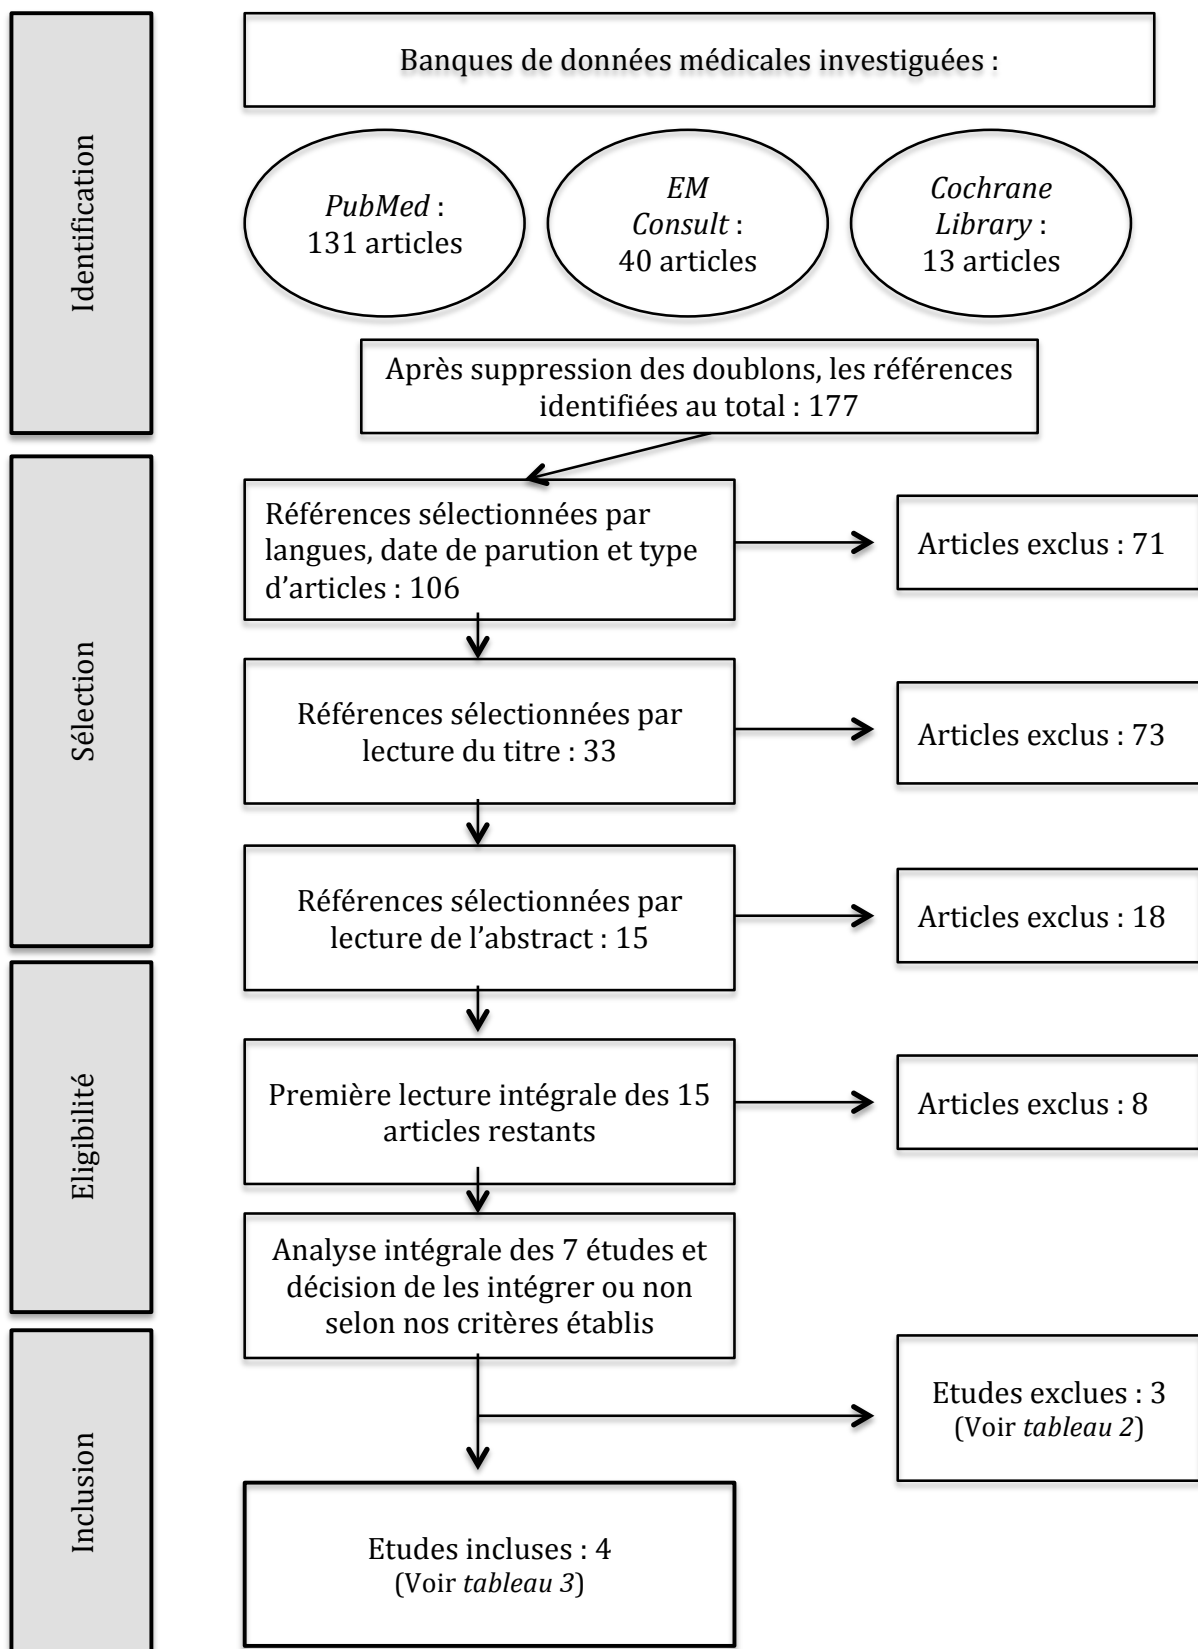 Identification
Banques de données médicales investiguées :
PubMed :
131 articles
EM
Consult :
40 articles
Cochrane
Library :
13 articles
Après suppression des doublons, les références
identifiées au total : 177
Sélection
Références sélectionnées par
langues, date de parution et type
d’articles : 106
Articles exclus : 71
Références sélectionnées par
lecture du titre : 33
Articles exclus : 73
Références sélectionnées par
lecture de l’abstract : 15
Articles exclus : 18
Eligibilité
Première lecture intégrale des 15
articles restants
Articles exclus : 8
Analyse intégrale des 7 études et
décision de les intégrer ou non
selon nos critères établis
Inclusion
Etudes exclues : 3
(Voir tableau 2)
Etudes incluses : 4
(Voir tableau 3)